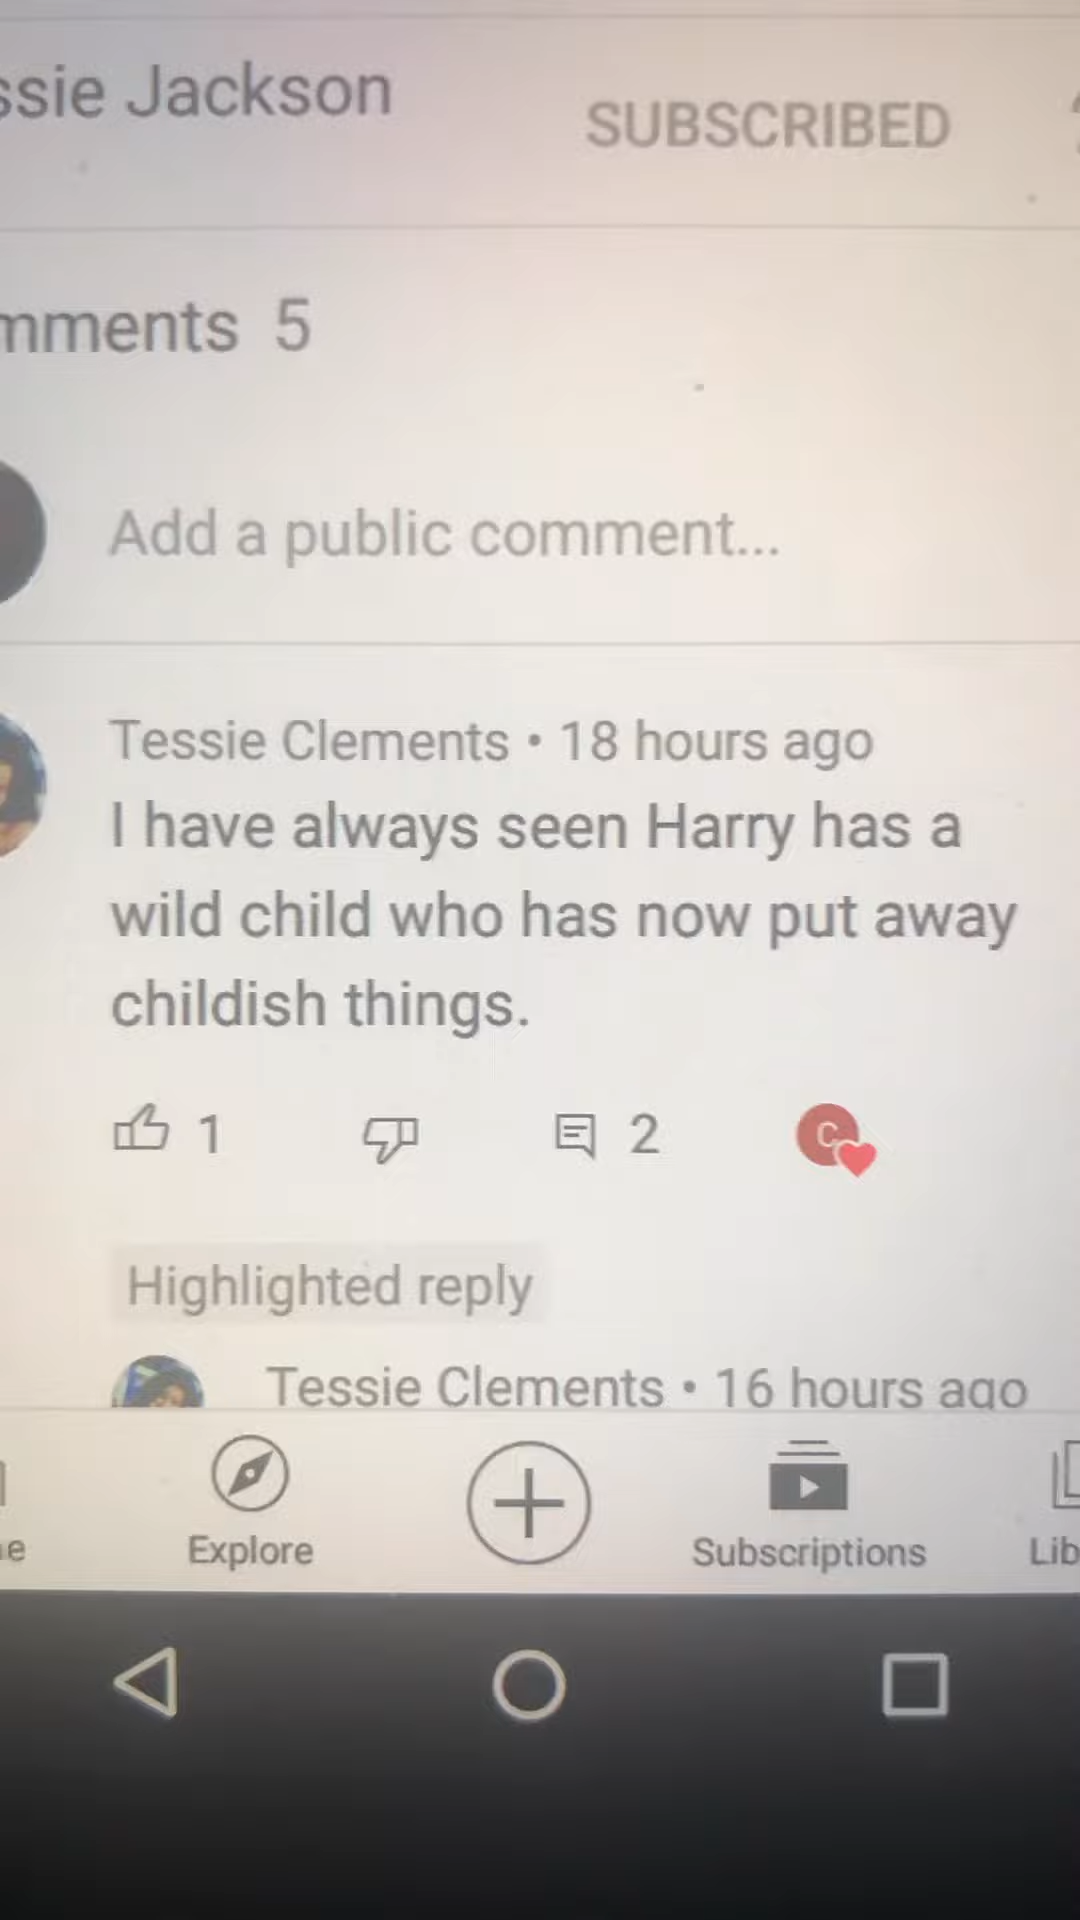 ssie Jackson
SUBSCRIBED
mments 5
Add a public comment...
Tessie Clements • 18 hours ago
I have always seen Harry has a
wild child who has now put away
childish things.
1
2
C
Highlighted reply
Tessie Clements • 16 hours ago
e
Explore
Subscriptions
Lib